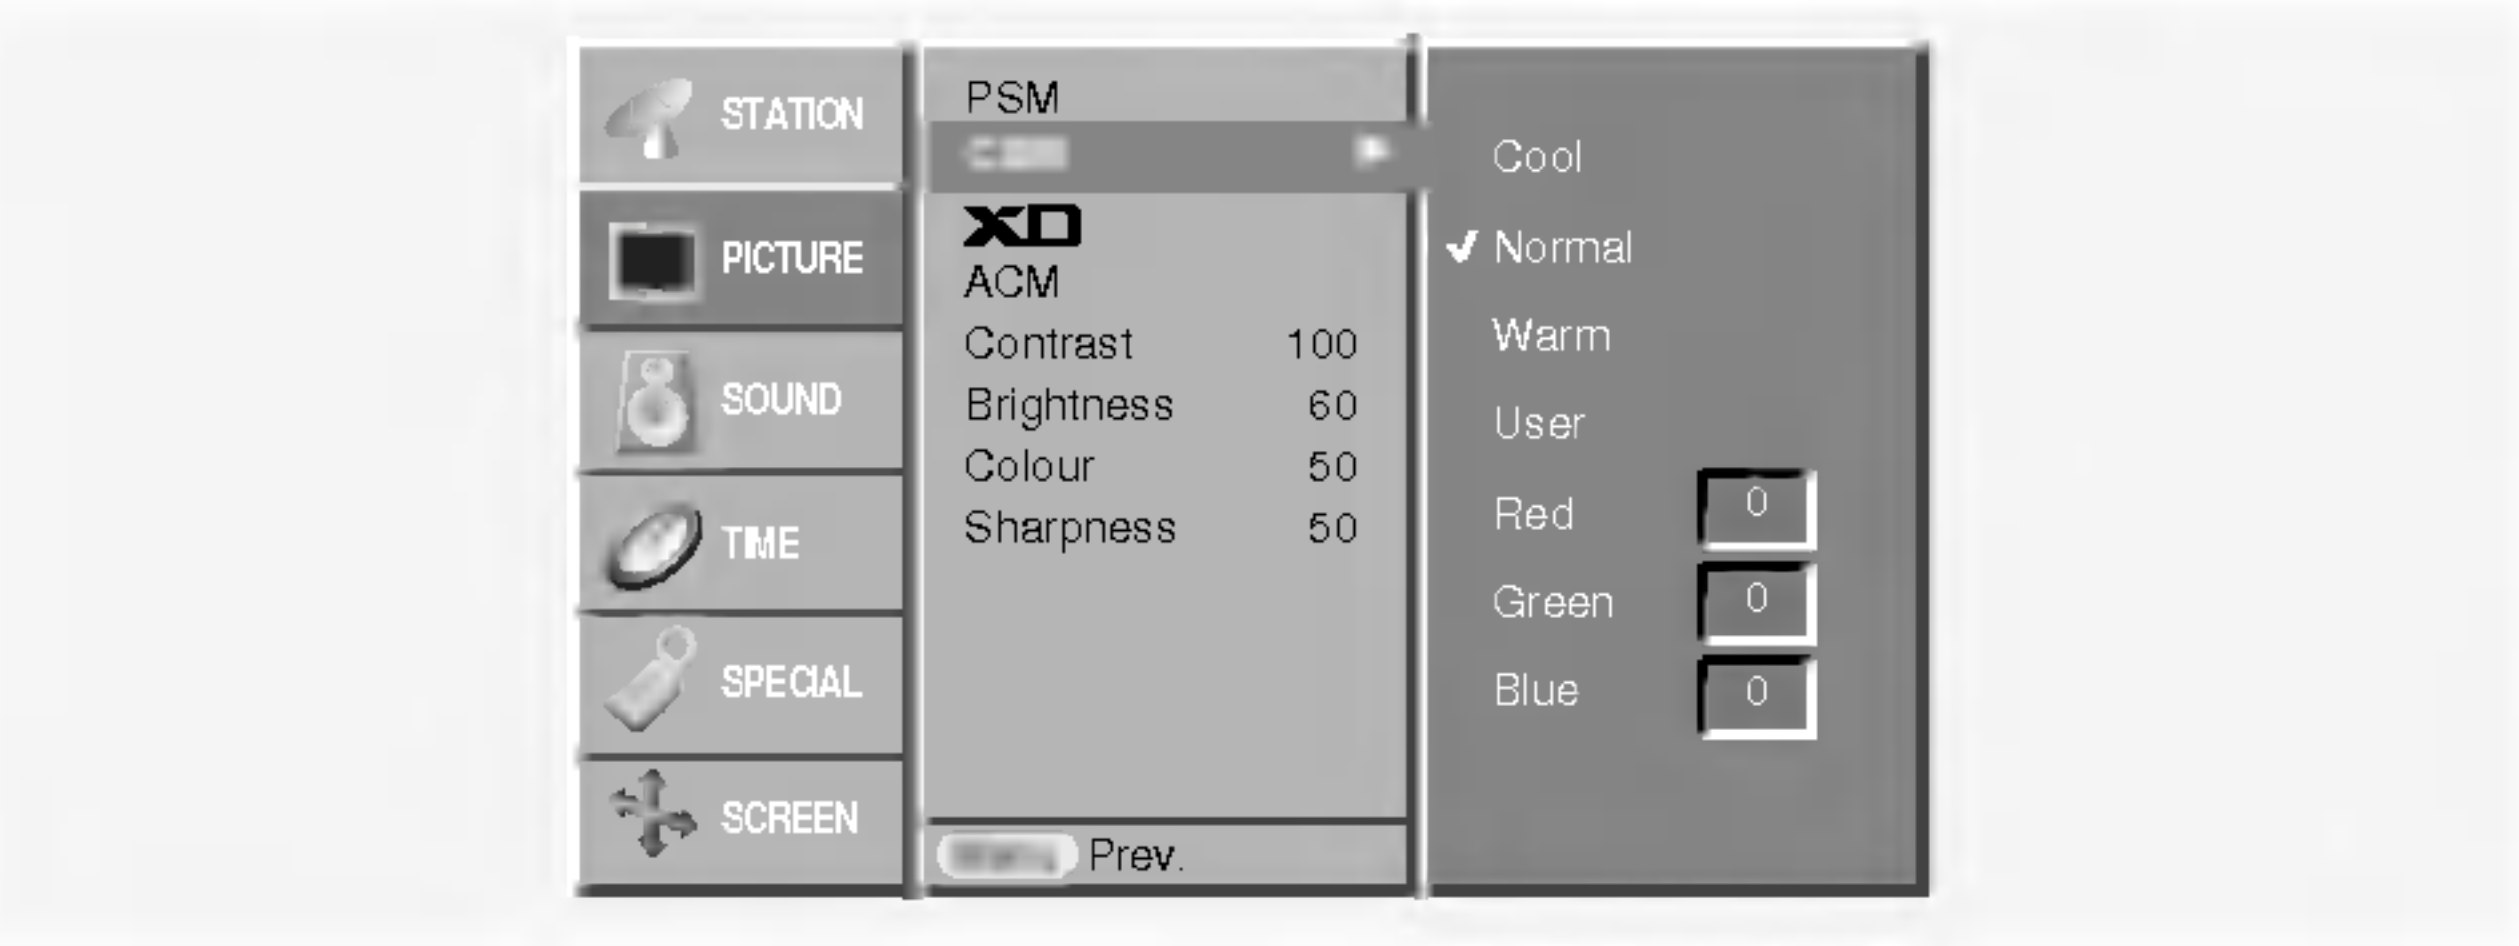 STATION
PICTURE
SOUND
TIME
SPECIAL
SCREEN
PSM
XD
ACM
Contrast 100
Brightness 60
Colour 50
Sharpness 50
Prev.
Cool
✔ Normal
Warm
User
Red 0
Green 0
Blue 0